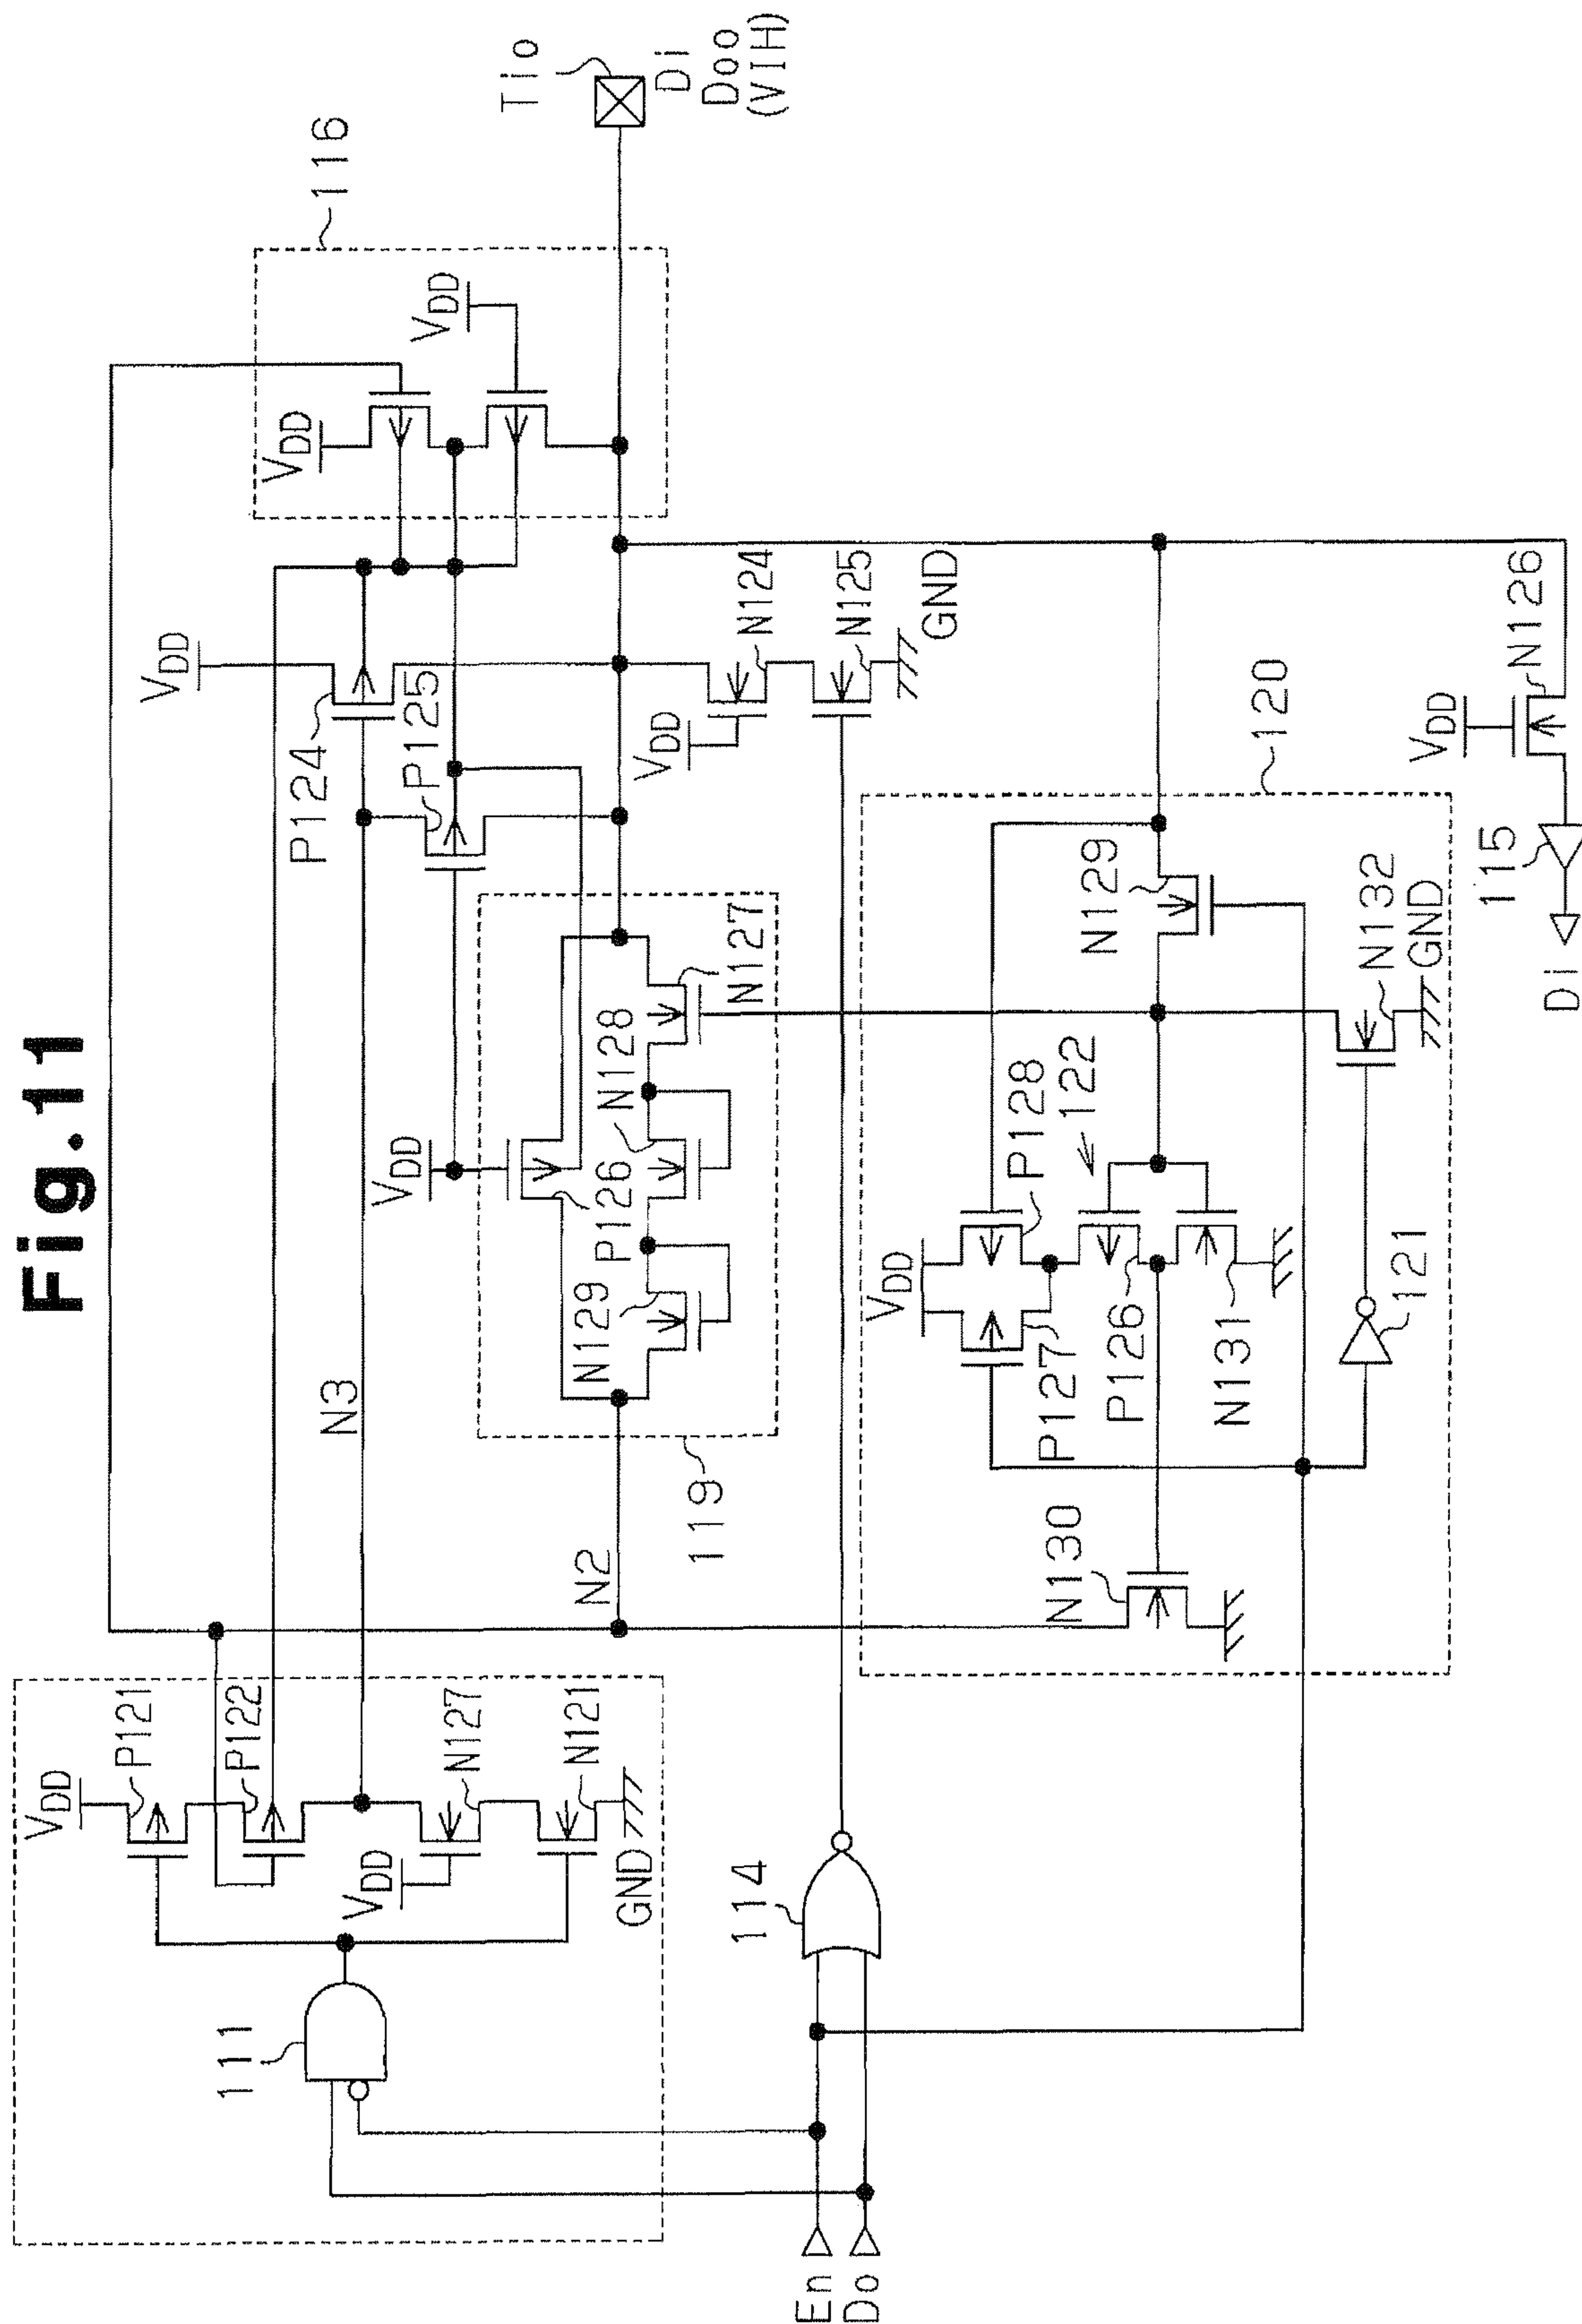 Fig.11
Tio
Di
Doo
(VIH)
116
VDD
VDD
VDD
P124
P125
VDD
N124
N125
GND
VDD
N127
N128
P126
N129
119
N3
N2
VDD
P121
P122
VDD
N127
N121
GND
111
114
En
Do
120
N129
N132
GND
P128
122
VDD
P127
P126
N131
121
N130
VDD
N126
115
Di